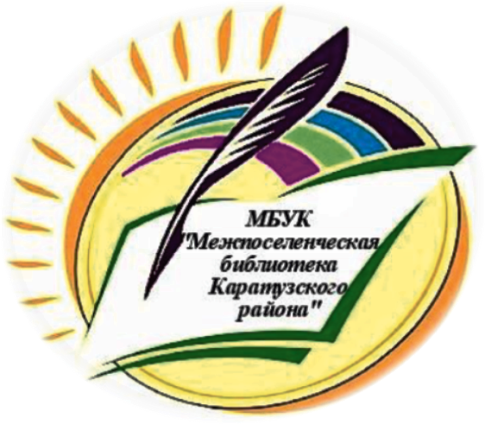 МБУК
"Межпоселенческая
библиотека
Каратузского
района"